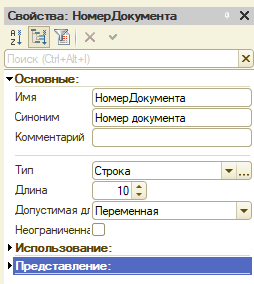 Свойства: НомерДокумента
Поиск (Ctrl+Alt+I)
Основные:
Имя НомерДокумента
Синоним Номер документа
Комментарий
Тип Строка
Длина 10
Допустимая дл Переменная
Неограниченна
Использование:
Представление: